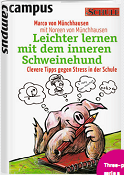 campus
SCHULE
Marco von Münchhausen
mit Noreen von Münchhausen
Leichter lernen
mit dem inneren
Schweinehund
Clevere Tipps gegen Stress in der Schule